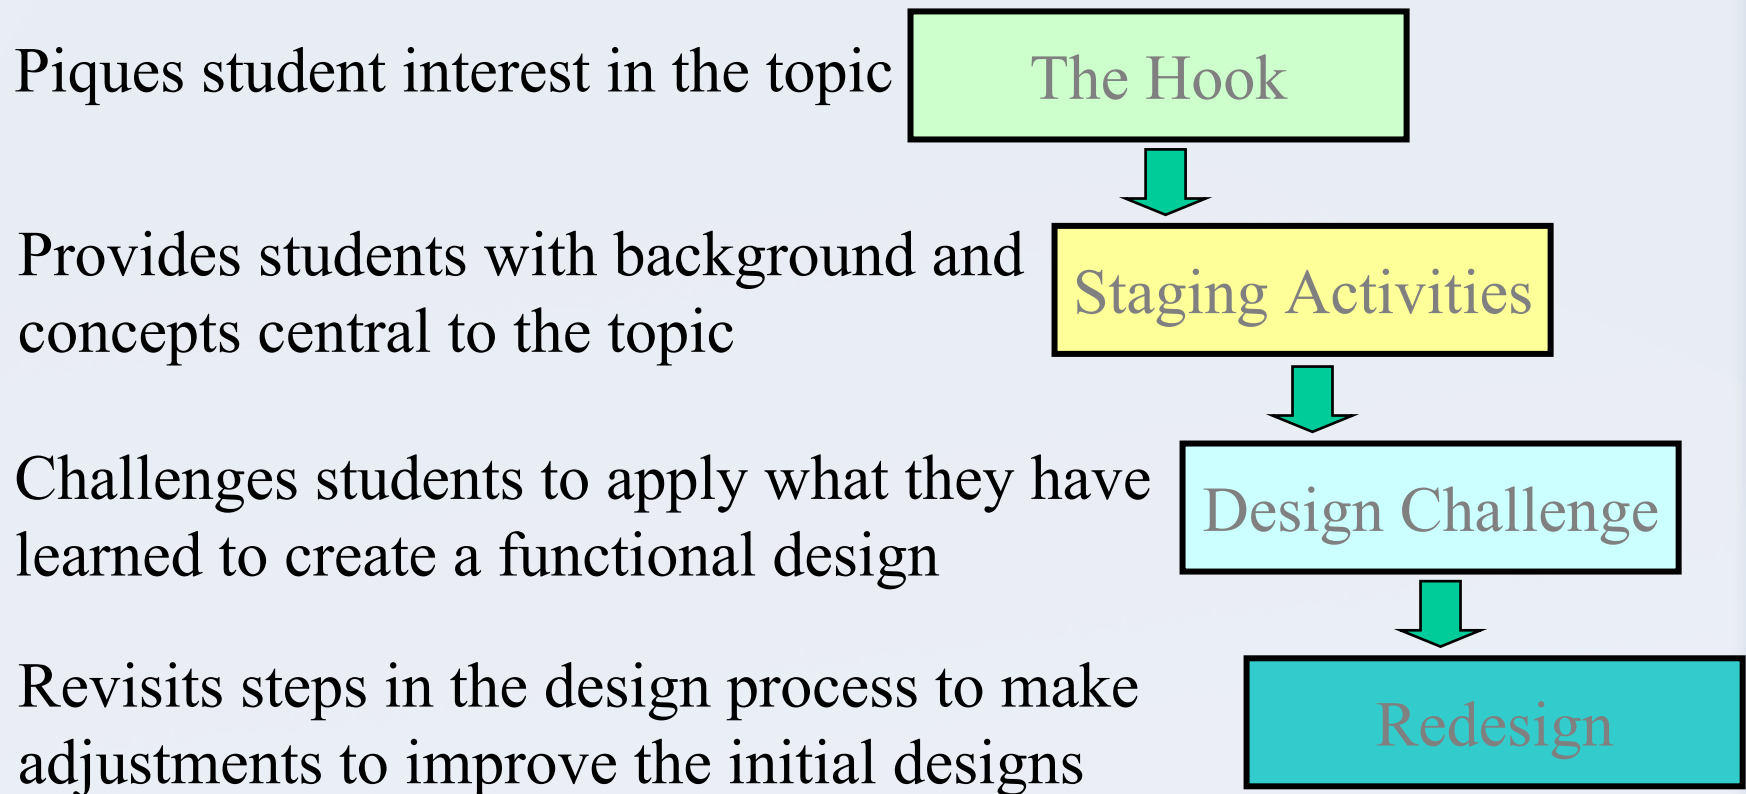 Piques student interest in the topic
The Hook
Provides students with background and
concepts central to the topic
Staging Activities
Challenges students to apply what they have
learned to create a functional design
Design Challenge
Revisits steps in the design process to make
adjustments to improve the initial designs
Redesign